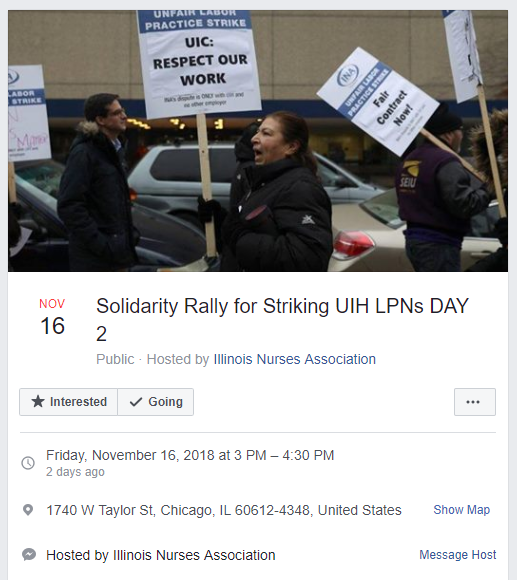 UNFAIR LABOR
PRACTICE STRIKE
UIC:
RESPECT OUR
WORK
INA
UNFAIR LABOR
PRACTICE STRIKE
Fair
Contract
Now!
LABOR
STRIKE
SEIU
NOV
16
Solidarity Rally for Striking UIH LPNs DAY
2
Public · Hosted by Illinois Nurses Association
Interested
Going
Friday, November 16, 2018 at 3 PM – 4:30 PM
2 days ago
1740 W Taylor St, Chicago, IL 60612-4348, United States
Show Map
Hosted by Illinois Nurses Association
Message Host